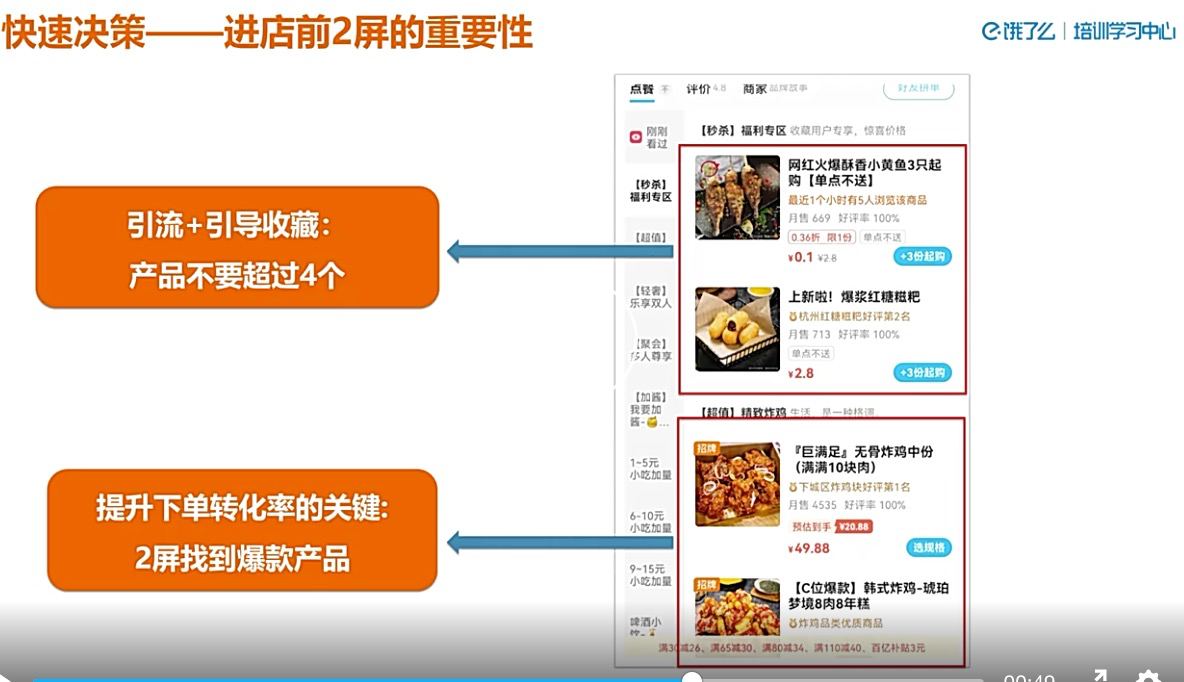 快速决策——进店前2屏的重要性
饿了么 | 培训学习中心
引流+引导收藏：
产品不要超过4个
提升下单转化率的关键:
2屏找到爆款产品
点餐
评价 4.8
商家 品牌故事
好友拼单
刚刚
看过
【秒杀】
福利专区
【超值】
【轻奢】
乐享双人
【聚会】
多人尊享
【加酱】
我要加
酱-🍯...
1~5元
小吃加量
6-10元
小吃加量
9~15元
小吃加量
啤酒小
饮-
【秒杀】福利专区 收藏用户专享，惊喜价格
网红火爆酥香小黄鱼3只起
购【单点不送】
最近1个小时有5人浏览该商品
月售 669 好评率 100%
0.36折 限1份 单点不送
¥0.1 ¥2.8
+3份起购
上新啦！爆浆红糖糍粑
杭州红糖糍粑好评第2名
月售 713 好评率 100%
单点不送
¥2.8
+3份起购
【超值】精致炸鸡 生活，是一种格调
招牌
『巨满足』无骨炸鸡中份
（满满10块肉）
下城区炸鸡块好评第1名
月售 4535 好评率 100%
预估到手 ¥20.88
¥49.88
选规格
招牌
【C位爆款】韩式炸鸡-琥珀
梦境8肉8年糕
炸鸡品类优质商品
满30减26、满65减30、满80减34、满110减40、百亿补贴3元